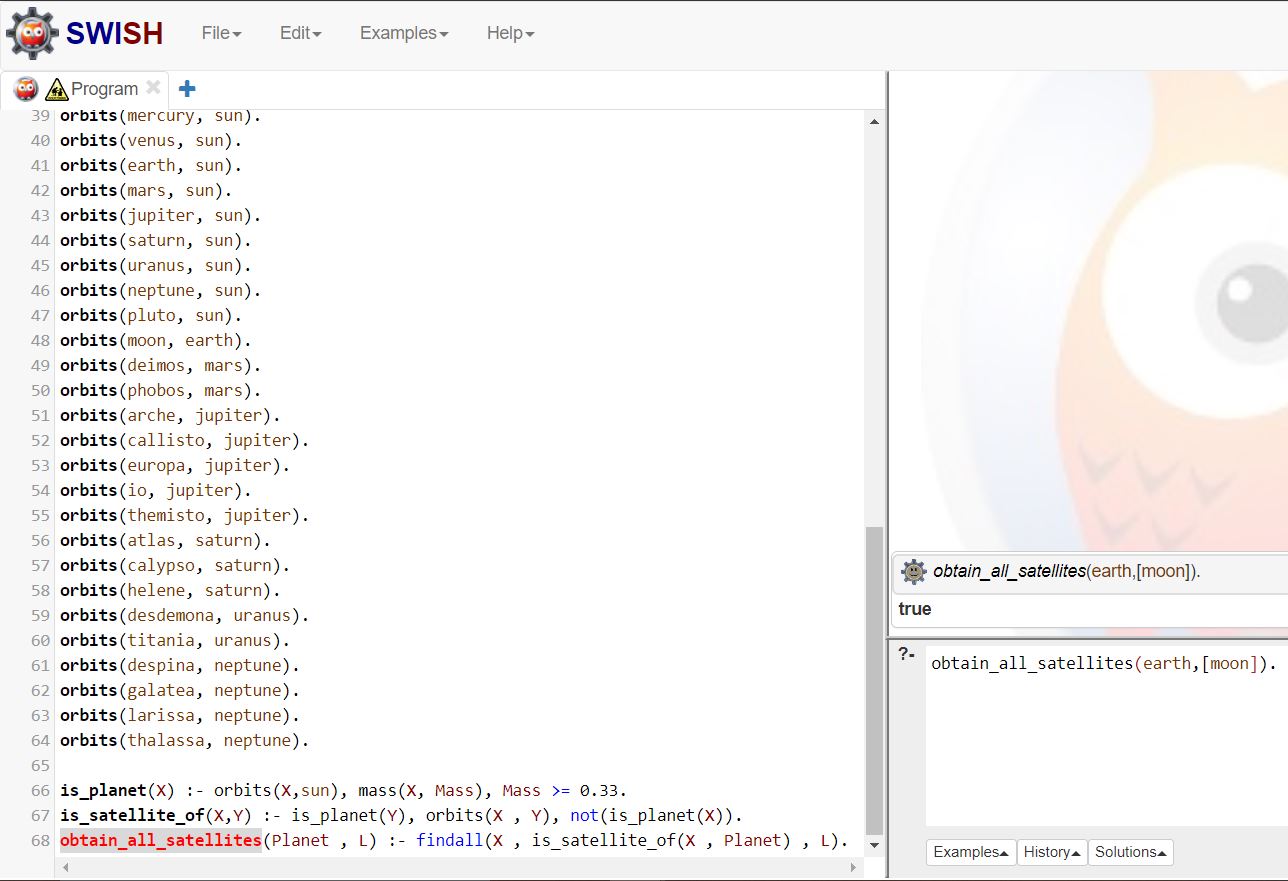 SWISH File Edit Examples Help
Program
39 orbits(mercury, sun).
40 orbits(venus, sun).
41 orbits(earth, sun).
42 orbits(mars, sun).
43 orbits(jupiter, sun).
44 orbits(saturn, sun).
45 orbits(uranus, sun).
46 orbits(neptune, sun).
47 orbits(pluto, sun).
48 orbits(moon, earth).
49 orbits(deimos, mars).
50 orbits(phobos, mars).
51 orbits(arche, jupiter).
52 orbits(callisto, jupiter).
53 orbits(europa, jupiter).
54 orbits(io, jupiter).
55 orbits(themisto, jupiter).
56 orbits(atlas, saturn).
57 orbits(calypso, saturn).
58 orbits(helene, saturn).
59 orbits(desdemona, uranus).
60 orbits(titania, uranus).
61 orbits(despina, neptune).
62 orbits(galatea, neptune).
63 orbits(larissa, neptune).
64 orbits(thalassa, neptune).
65
66 is_planet(X) :- orbits(X,sun), mass(X, Mass), Mass >= 0.33.
67 is_satellite_of(X,Y) :- is_planet(Y), orbits(X , Y), not(is_planet(X)).
68 obtain_all_satellites(Planet , L) :- findall(X , is_satellite_of(X , Planet) , L).
obtain_all_satellites(earth,[moon]).
true
?- obtain_all_satellites(earth,[moon]).
Examples History Solutions